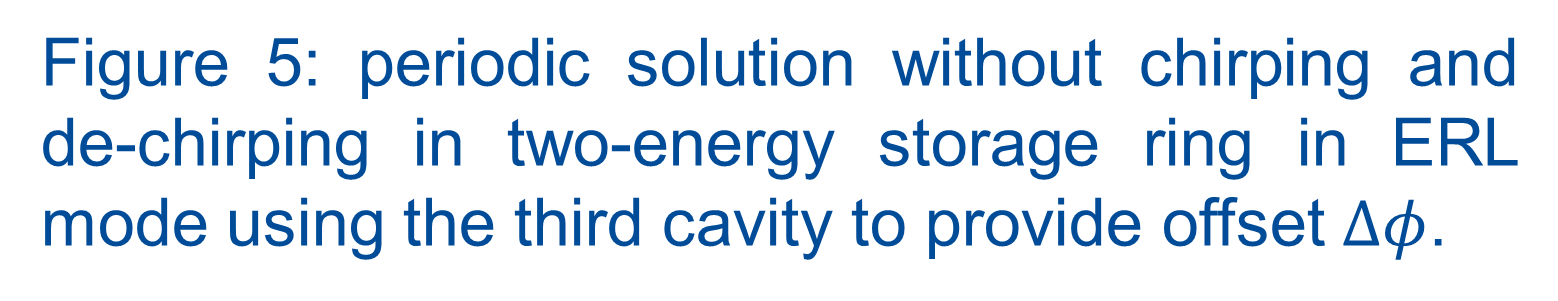 Figure 5: periodic solution without chirping and
de-chirping in two-energy storage ring in ERL
mode using the third cavity to provide offset Δϕ.